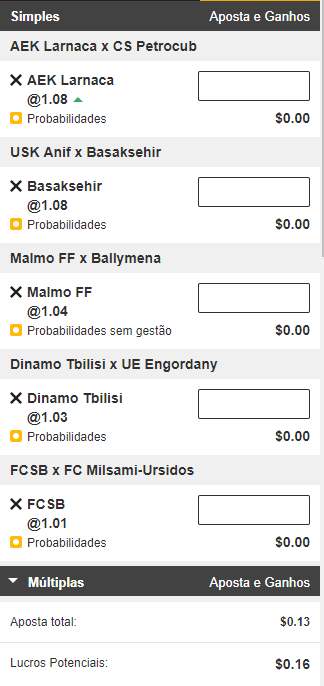 Simples Aposta e Ganhos
AEK Larnaca x CS Petrocub
AEK Larnaca
@1.08
Probabilidades $0.00
USK Anif x Basaksehir
Basaksehir
@1.08
Probabilidades $0.00
Malmo FF x Ballymena
Malmo FF
@1.04
Probabilidades sem gestão $0.00
Dinamo Tbilisi x UE Engordany
Dinamo Tbilisi
@1.03
Probabilidades $0.00
FCSB x FC Milsami-Ursidos
FCSB
@1.01
Probabilidades $0.00
Múltiplas Aposta e Ganhos
Aposta total: $0.13
Lucros Potenciais: $0.16